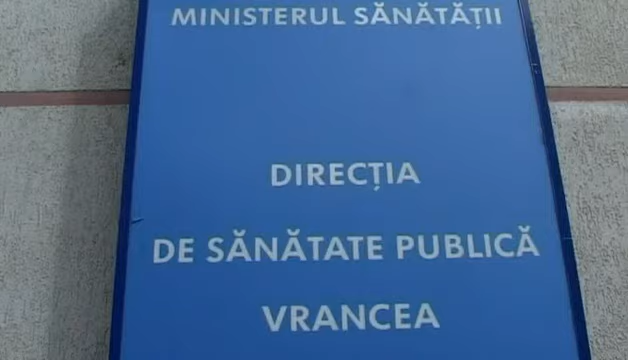 MINISTERUL SĂNĂTĂȚII
DIRECȚIA
DE SĂNĂTATE PUBLICĂ
VRANCEA